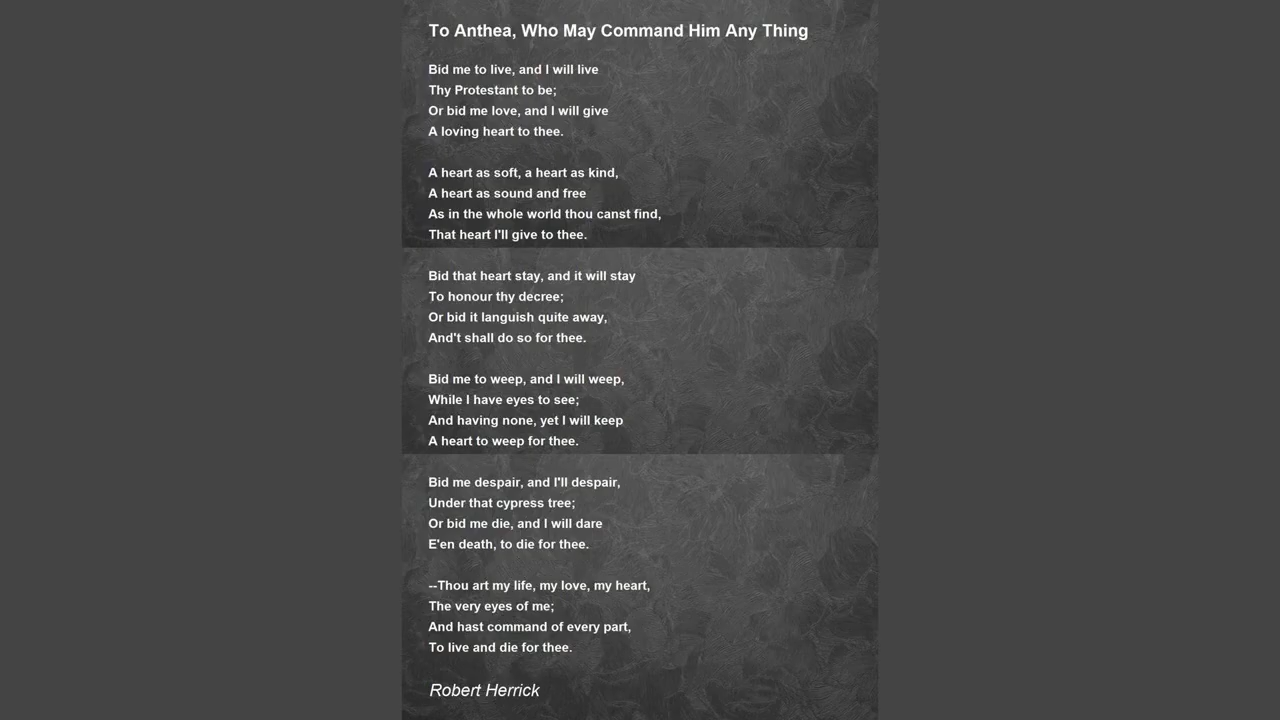 To Anthea, Who May Command Him Any Thing
Bid me to live, and I will live
Thy Protestant to be;
Or bid me love, and I will give
A loving heart to thee.
A heart as soft, a heart as kind,
A heart as sound and free
As in the whole world thou canst find,
That heart I'll give to thee.
Bid that heart stay, and it will stay
To honour thy decree;
Or bid it languish quite away,
And't shall do so for thee.
Bid me to weep, and I will weep,
While I have eyes to see;
And having none, yet I will keep
A heart to weep for thee.
Bid me despair, and I'll despair,
Under that cypress tree;
Or bid me die, and I will dare
E'en death, to die for thee.
--Thou art my life, my love, my heart,
The very eyes of me;
And hast command of every part,
To live and die for thee.
Robert Herrick